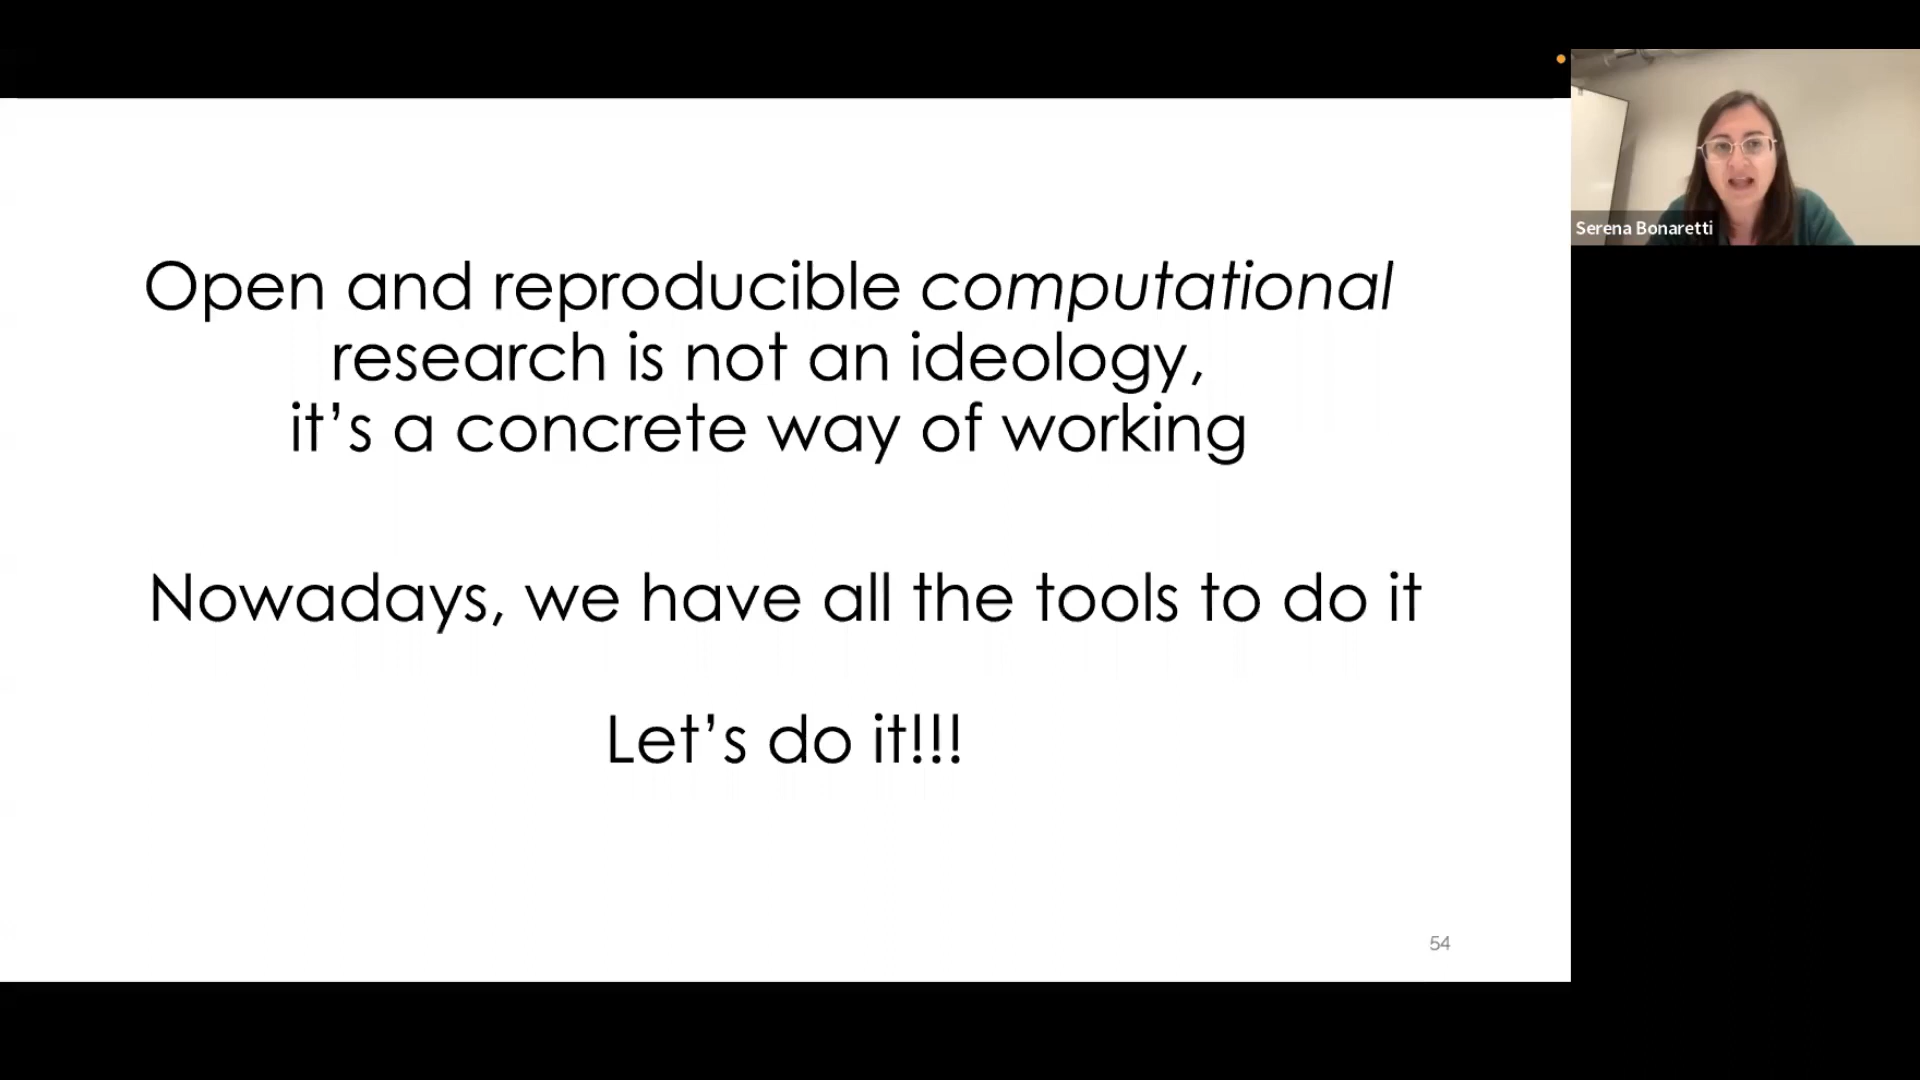 Serena Bonaretti
Open and reproducible computational
research is not an ideology,
it’s a concrete way of working
Nowadays, we have all the tools to do it
Let’s do it!!!
54